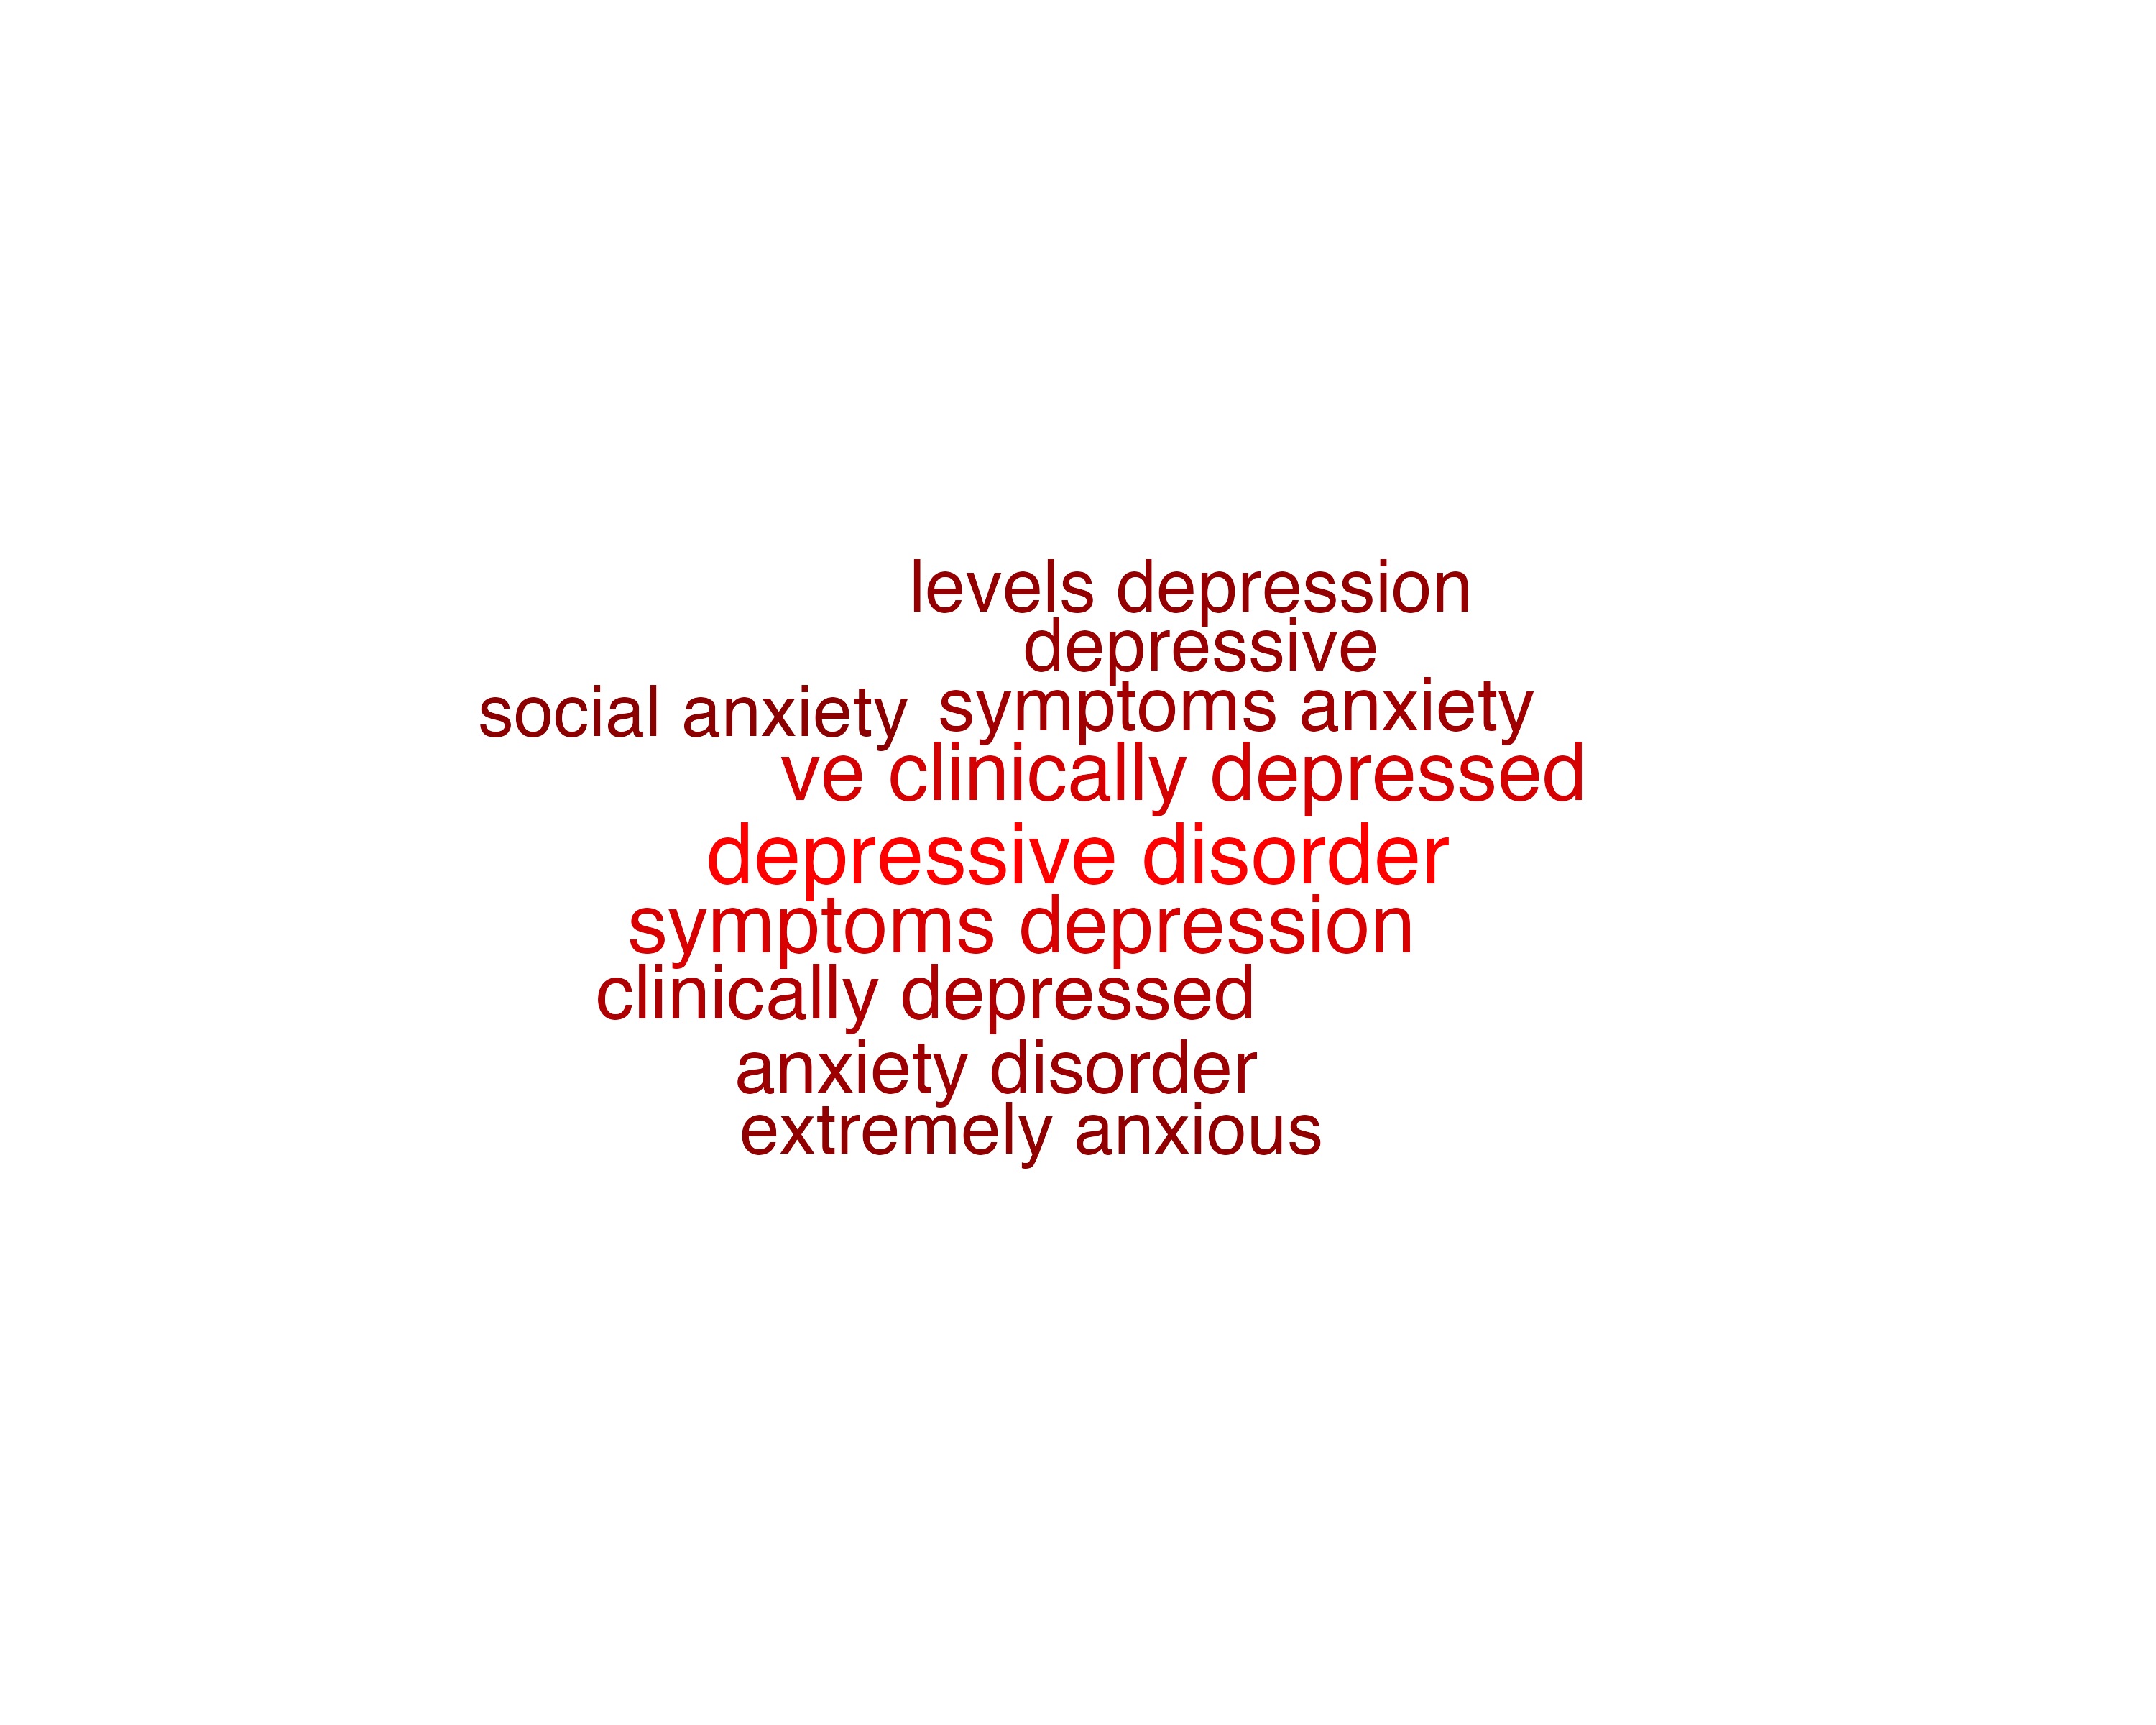 levels depression
depressive
social anxiety symptoms anxiety
ve clinically depressed
depressive disorder
symptoms depression
clinically depressed
anxiety disorder
extremely anxious